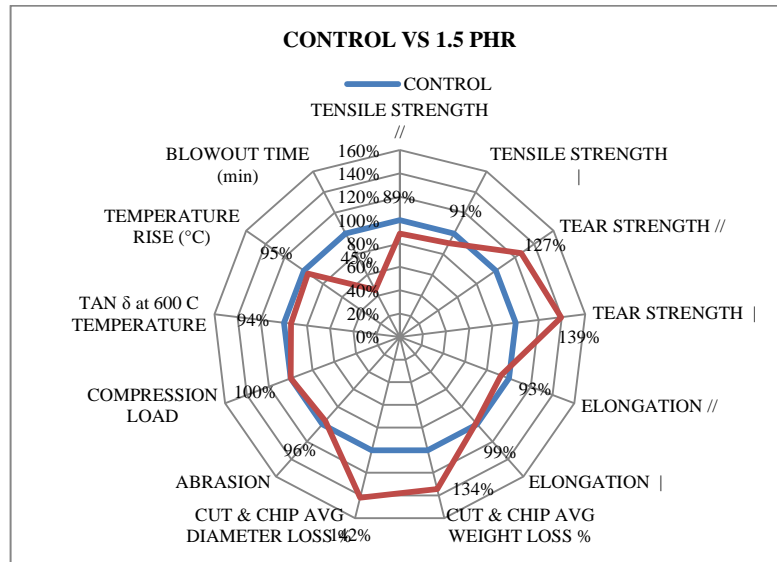 CONTROL VS 1.5 PHR
CONTROL
TENSILE STRENGTH
//
TENSILE STRENGTH
|
TEAR STRENGTH //
TEAR STRENGTH |
ELONGATION //
ELONGATION |
CUT & CHIP AVG
WEIGHT LOSS %
CUT & CHIP AVG
DIAMETER LOSS %
ABRASION
COMPRESSION
LOAD
TAN δ at 600 C
TEMPERATURE
TEMPERATURE
RISE (°C)
BLOWOUT TIME
(min)
160%
140%
120%
100%
80%
60%
40%
20%
0%
89%
91%
127%
139%
93%
99%
134%
142%
96%
100%
94%
95%
45%